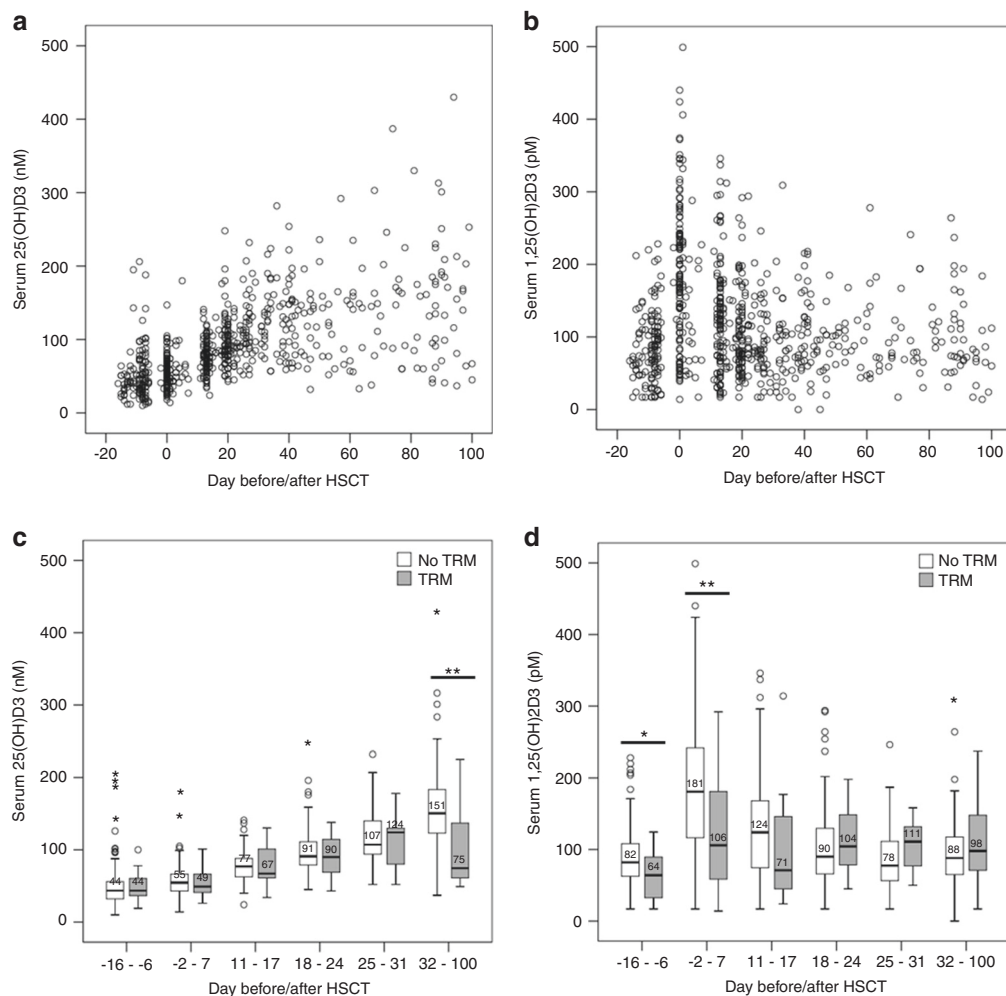 a
500
400
300
200
100
0
Serum 25(OH)D3 (nM)
-20 0 20 40 60 80 100
Day before/after HSCT
b
500
400
300
200
100
0
Serum 1,25(OH)2D3 (pM)
-20 0 20 40 60 80 100
Day before/after HSCT
c
No TRM
TRM
500
400
300
200
100
0
Serum 25(OH)D3 (nM)
*
**
* *
*
*
*
*
*
*
44 44 55 49 77 67 91 90 107 124 151 75
-16 - -6 -2 - 7 11 - 17 18 - 24 25 - 31 32 - 100
Day before/after HSCT
d
No TRM
TRM
500
400
300
200
100
0
Serum 1,25(OH)2D3 (pM)
**
*
*
82 64 181 106 124 71 90 104 78 111 88 98
-16 - -6 -2 - 7 11 - 17 18 - 24 25 - 31 32 - 100
Day before/after HSCT